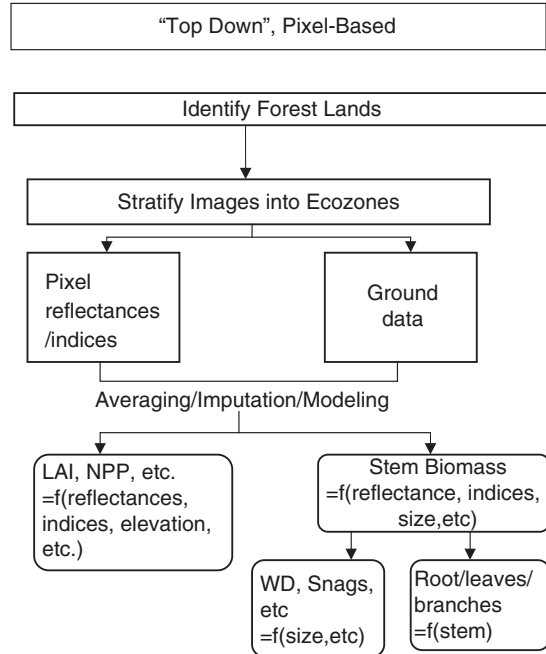 “Top Down”, Pixel-Based
Identify Forest Lands
Stratify Images into Ecozones
Pixel
reflectances
/indices
Ground
data
Averaging/Imputation/Modeling
LAI, NPP, etc.
=f(reflectances,
indices, elevation,
etc.)
Stem Biomass
=f(reflectance, indices,
size,etc)
WD, Snags,
etc
=f(size,etc)
Root/leaves/
branches
=f(stem)